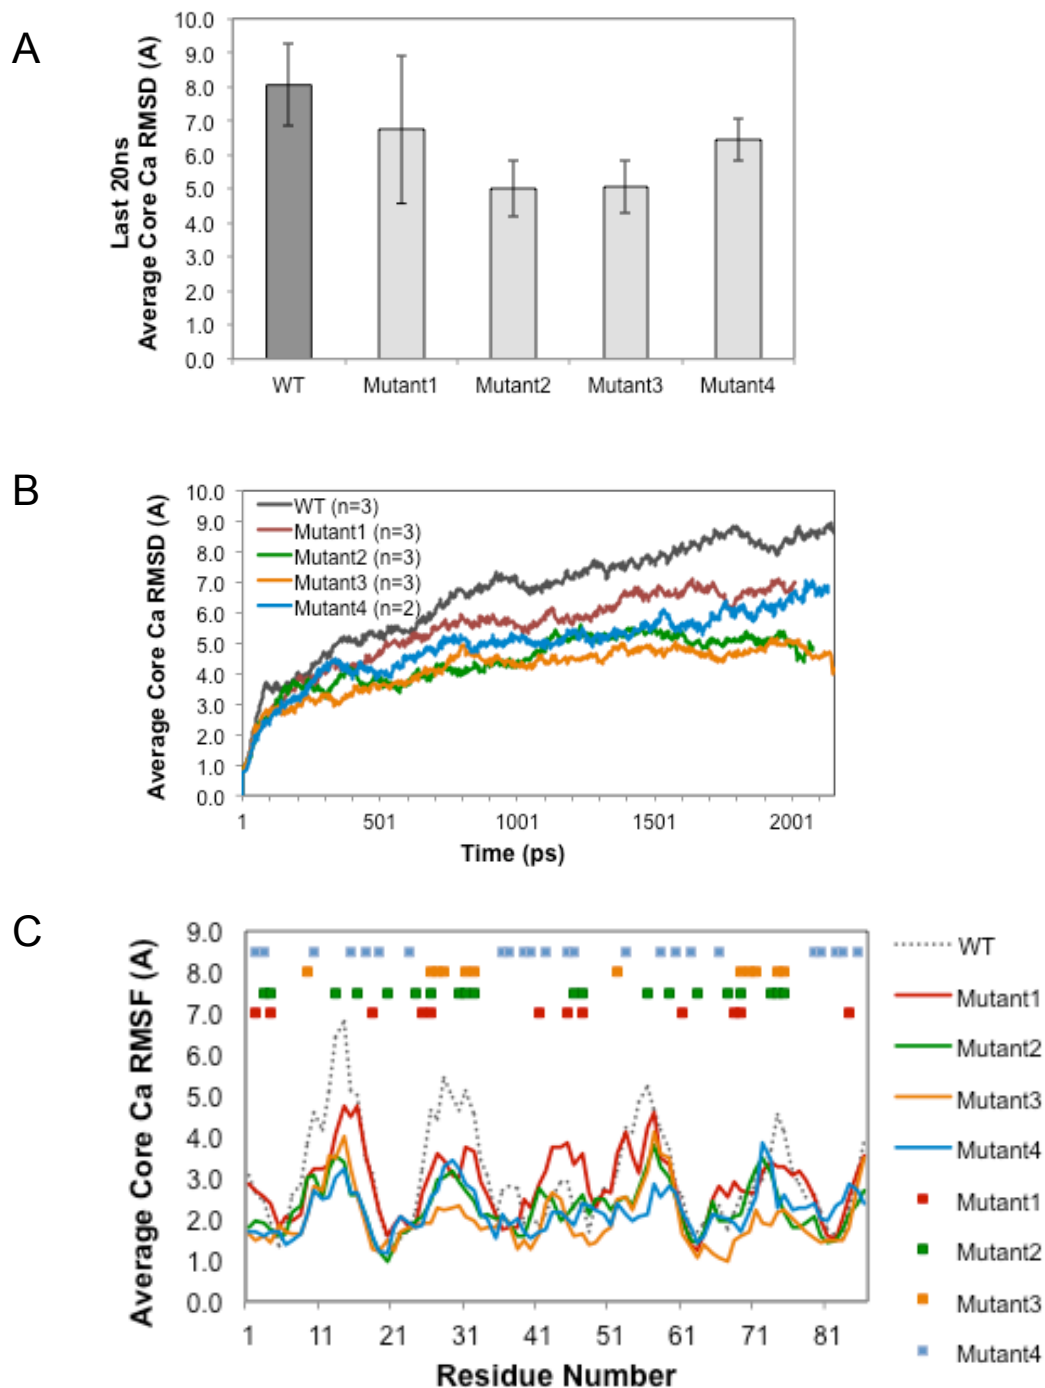 A
Last 20ns
Average Core Ca RMSD (A)
10.0
9.0
8.0
7.0
6.0
5.0
4.0
3.0
2.0
1.0
0.0
WT Mutant1 Mutant2 Mutant3 Mutant4
B
Average Core Ca RMSD (A)
10.0
9.0
8.0
7.0
6.0
5.0
4.0
3.0
2.0
1.0
0.0
WT (n=3)
Mutant1 (n=3)
Mutant2 (n=3)
Mutant3 (n=3)
Mutant4 (n=2)
1 501 1001 1501 2001
Time (ps)
C
Average Core Ca RMSF (A)
9.0
8.0
7.0
6.0
5.0
4.0
3.0
2.0
1.0
0.0
1 11 21 31 41 51 61 71 81
Residue Number
WT
Mutant1
Mutant2
Mutant3
Mutant4
Mutant1
Mutant2
Mutant3
Mutant4